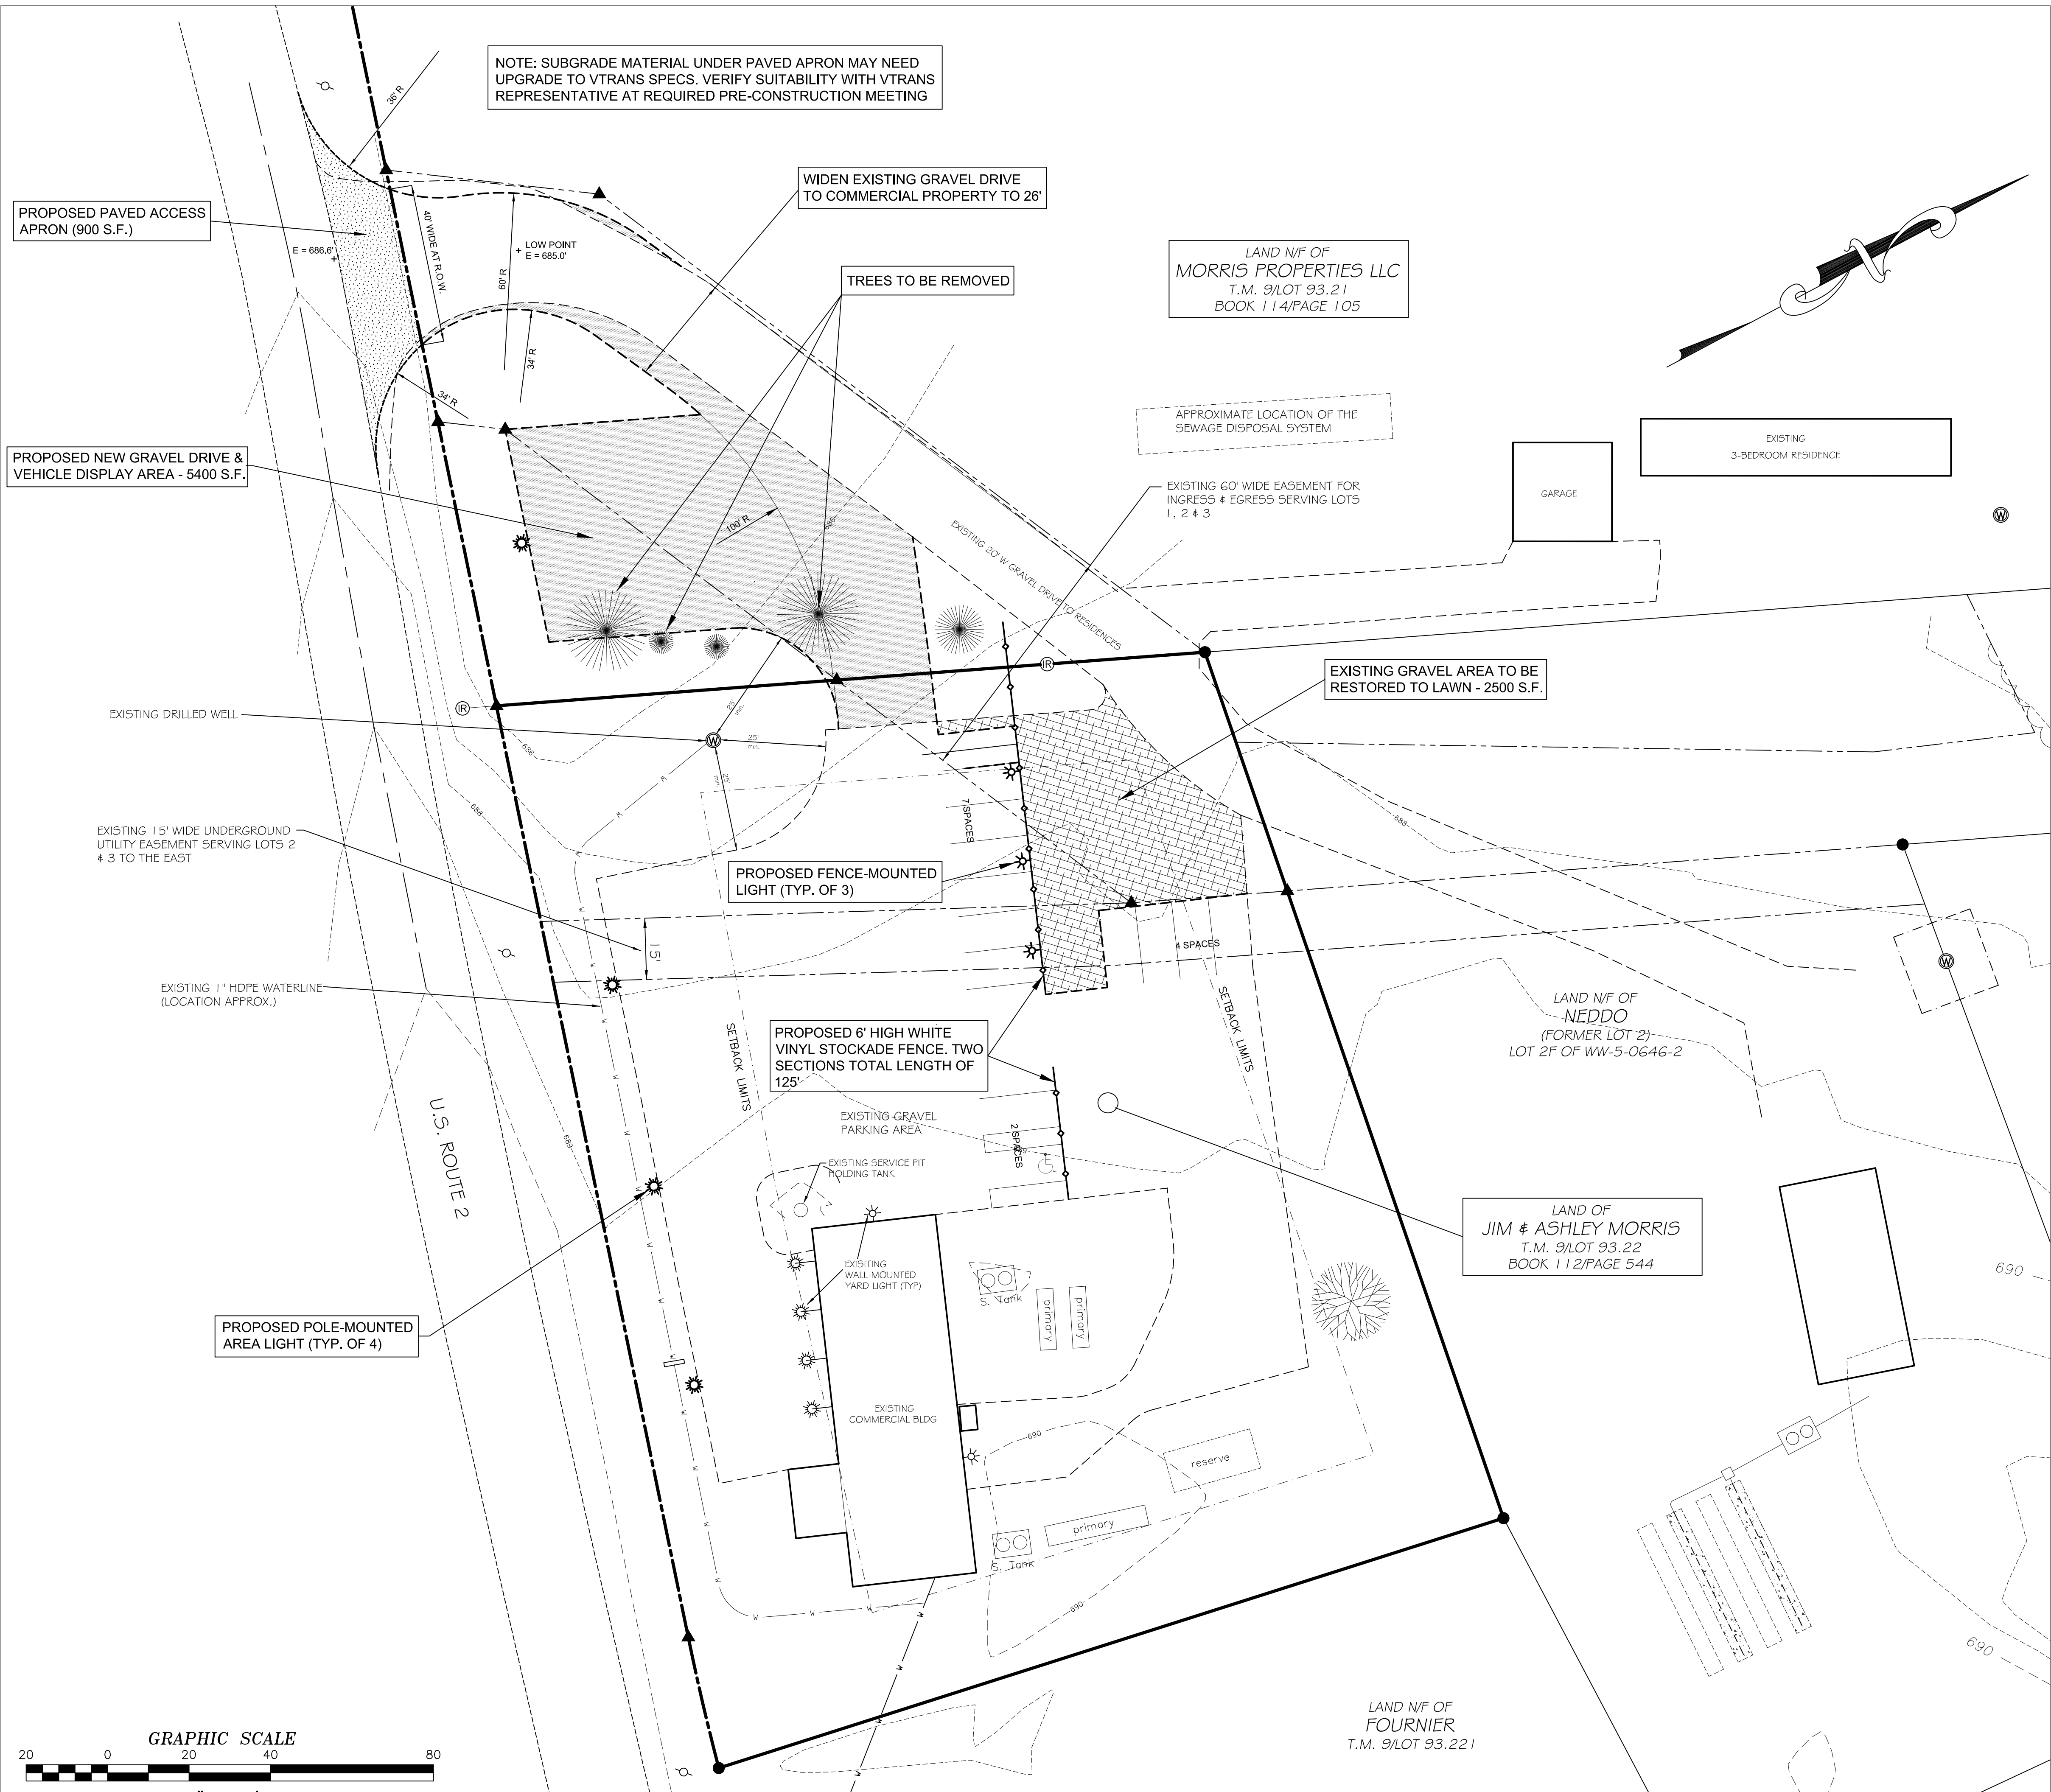 NOTE: SUBGRADE MATERIAL UNDER PAVED APRON MAY NEED
UPGRADE TO VTRANS SPECS. VERIFY SUITABILITY WITH VTRANS
REPRESENTATIVE AT REQUIRED PRE-CONSTRUCTION MEETING
36' R
WIDEN EXISTING GRAVEL DRIVE
TO COMMERCIAL PROPERTY TO 26'
PROPOSED PAVED ACCESS
APRON (900 S.F.)
E = 686.6'
+
40' WIDE AT R.O.W.
60' R
+ LOW POINT
E = 685.0'
LAND N/F OF
MORRIS PROPERTIES LLC
T.M. 9/LOT 93.21
BOOK 114/PAGE 105
TREES TO BE REMOVED
34' R
34' R
APPROXIMATE LOCATION OF THE
SEWAGE DISPOSAL SYSTEM
EXISTING
3-BEDROOM RESIDENCE
PROPOSED NEW GRAVEL DRIVE &
VEHICLE DISPLAY AREA - 5400 S.F.
GARAGE
EXISTING 60' WIDE EASEMENT FOR
INGRESS & EGRESS SERVING LOTS
1, 2 & 3
W
100' R
686
EXISTING 20' W GRAVEL DRIVE TO RESIDENCES
IR
EXISTING GRAVEL AREA TO BE
RESTORED TO LAWN - 2500 S.F.
IR
EXISTING DRILLED WELL
W
25'
min.
25'
min.
25'
min.
686
688
688
7 SPACES
EXISTING 15' WIDE UNDERGROUND
UTILITY EASEMENT SERVING LOTS 2
& 3 TO THE EAST
PROPOSED FENCE-MOUNTED
LIGHT (TYP. OF 3)
15'
4 SPACES
W
EXISTING 1" HDPE WATERLINE
(LOCATION APPROX.)
SETBACK LIMITS
SETBACK LIMITS
LAND N/F OF
NEDDO
(FORMER LOT 2)
LOT 2F OF WW-5-0646-2
PROPOSED 6' HIGH WHITE
VINYL STOCKADE FENCE. TWO
SECTIONS TOTAL LENGTH OF
125'
U.S. ROUTE 2
689
EXISTING GRAVEL
PARKING AREA
2 SPACES
EXISTING SERVICE PIT
HOLDING TANK
LAND OF
JIM & ASHLEY MORRIS
T.M. 9/LOT 93.22
BOOK 112/PAGE 544
EXISITING
WALL-MOUNTED
YARD LIGHT (TYP)
S. Tank
primary
primary
690
PROPOSED POLE-MOUNTED
AREA LIGHT (TYP. OF 4)
EXISTING
COMMERCIAL BLDG
690
reserve
primary
S. Tank
690
690
LAND N/F OF
FOURNIER
T.M. 9/LOT 93.221
GRAPHIC SCALE
20 0 20 40 80